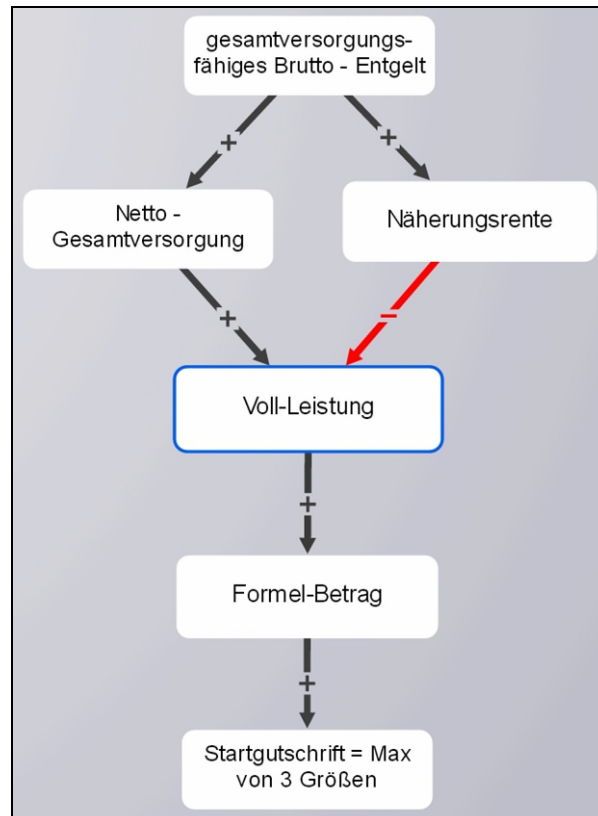 gesamtversorgungs-
fähiges Brutto - Entgelt
+
+
Netto -
Gesamtversorgung
Näherungsrente
+
–
Voll-Leistung
+
Formel-Betrag
+
Startgutschrift = Max
von 3 Größen